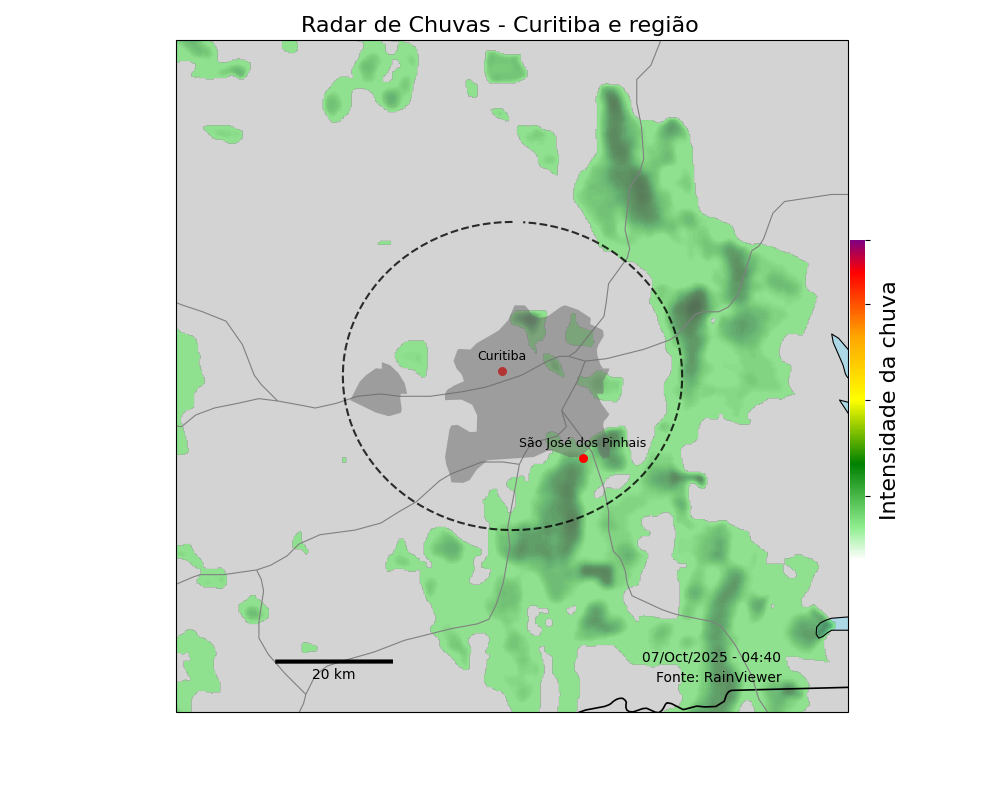 Radar de Chuvas - Curitiba e região
Curitiba
São José dos Pinhais
Intensidade da chuva
07/Oct/2025 - 04:40
Fonte: RainViewer
20 km